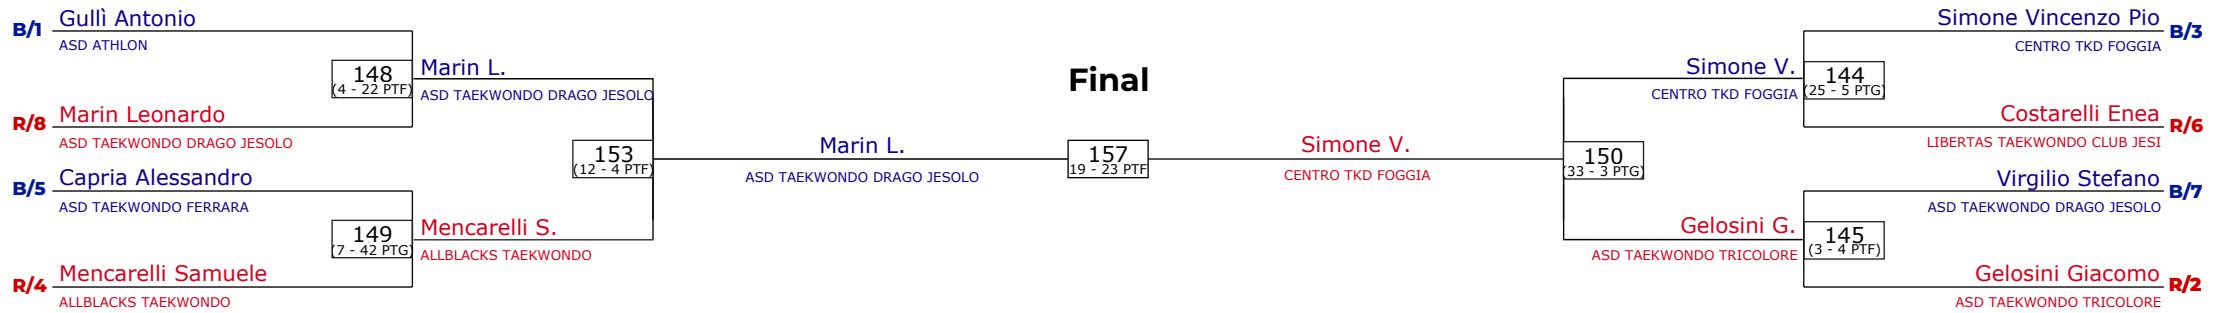 B/1
Gullì Antonio
ASD ATHLON
148
(4 - 22 PTF)
R/8
Marin Leonardo
ASD TAEKWONDO DRAGO JESOLO
Marin L.
ASD TAEKWONDO DRAGO JESOLO
153
(12 - 4 PTF)
B/5
Capria Alessandro
ASD TAEKWONDO FERRARA
149
(7 - 42 PTG)
R/4
Mencarelli Samuele
ALLBLACKS TAEKWONDO
Mencarelli S.
ALLBLACKS TAEKWONDO
Marin L.
ASD TAEKWONDO DRAGO JESOLO
Final
157
19 - 23 PTF
Simone V.
CENTRO TKD FOGGIA
Simone V.
CENTRO TKD FOGGIA
150
(33 - 3 PTG)
Gelosini G.
ASD TAEKWONDO TRICOLORE
Simone Vincenzo Pio
B/3
CENTRO TKD FOGGIA
144
(25 - 5 PTG)
Costarelli Enea
R/6
LIBERTAS TAEKWONDO CLUB JESI
Virgilio Stefano
B/7
ASD TAEKWONDO DRAGO JESOLO
145
(3 - 4 PTF)
Gelosini Giacomo
R/2
ASD TAEKWONDO TRICOLORE